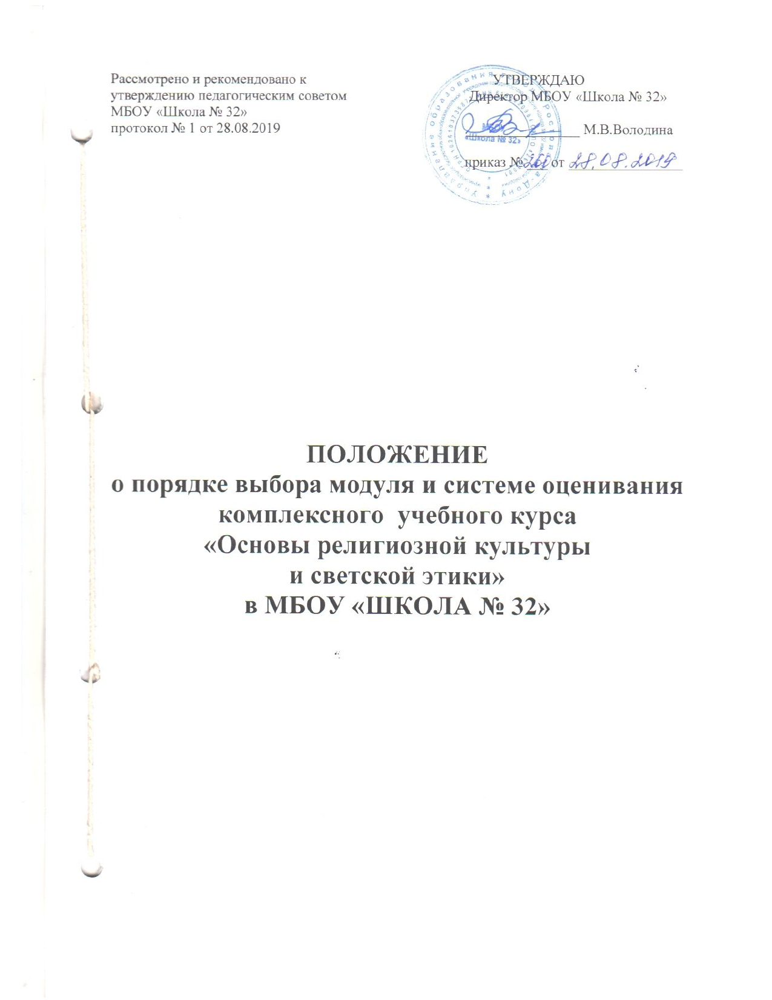 Рассмотрено и рекомендовано к
утверждению педагогическим советом
МБОУ «Школа № 32»
протокол № 1 от 28.08.2019
УТВЕРЖДАЮ
Директор МБОУ «Школа № 32»
М.В.Володина
приказ № 260 от 28.08.2019
МБОУ
«Школа № 32»
ПОЛОЖЕНИЕ
о порядке выбора модуля и системе оценивания
комплексного учебного курса
«Основы религиозной культуры
и светской этики»
в МБОУ «ШКОЛА № 32»